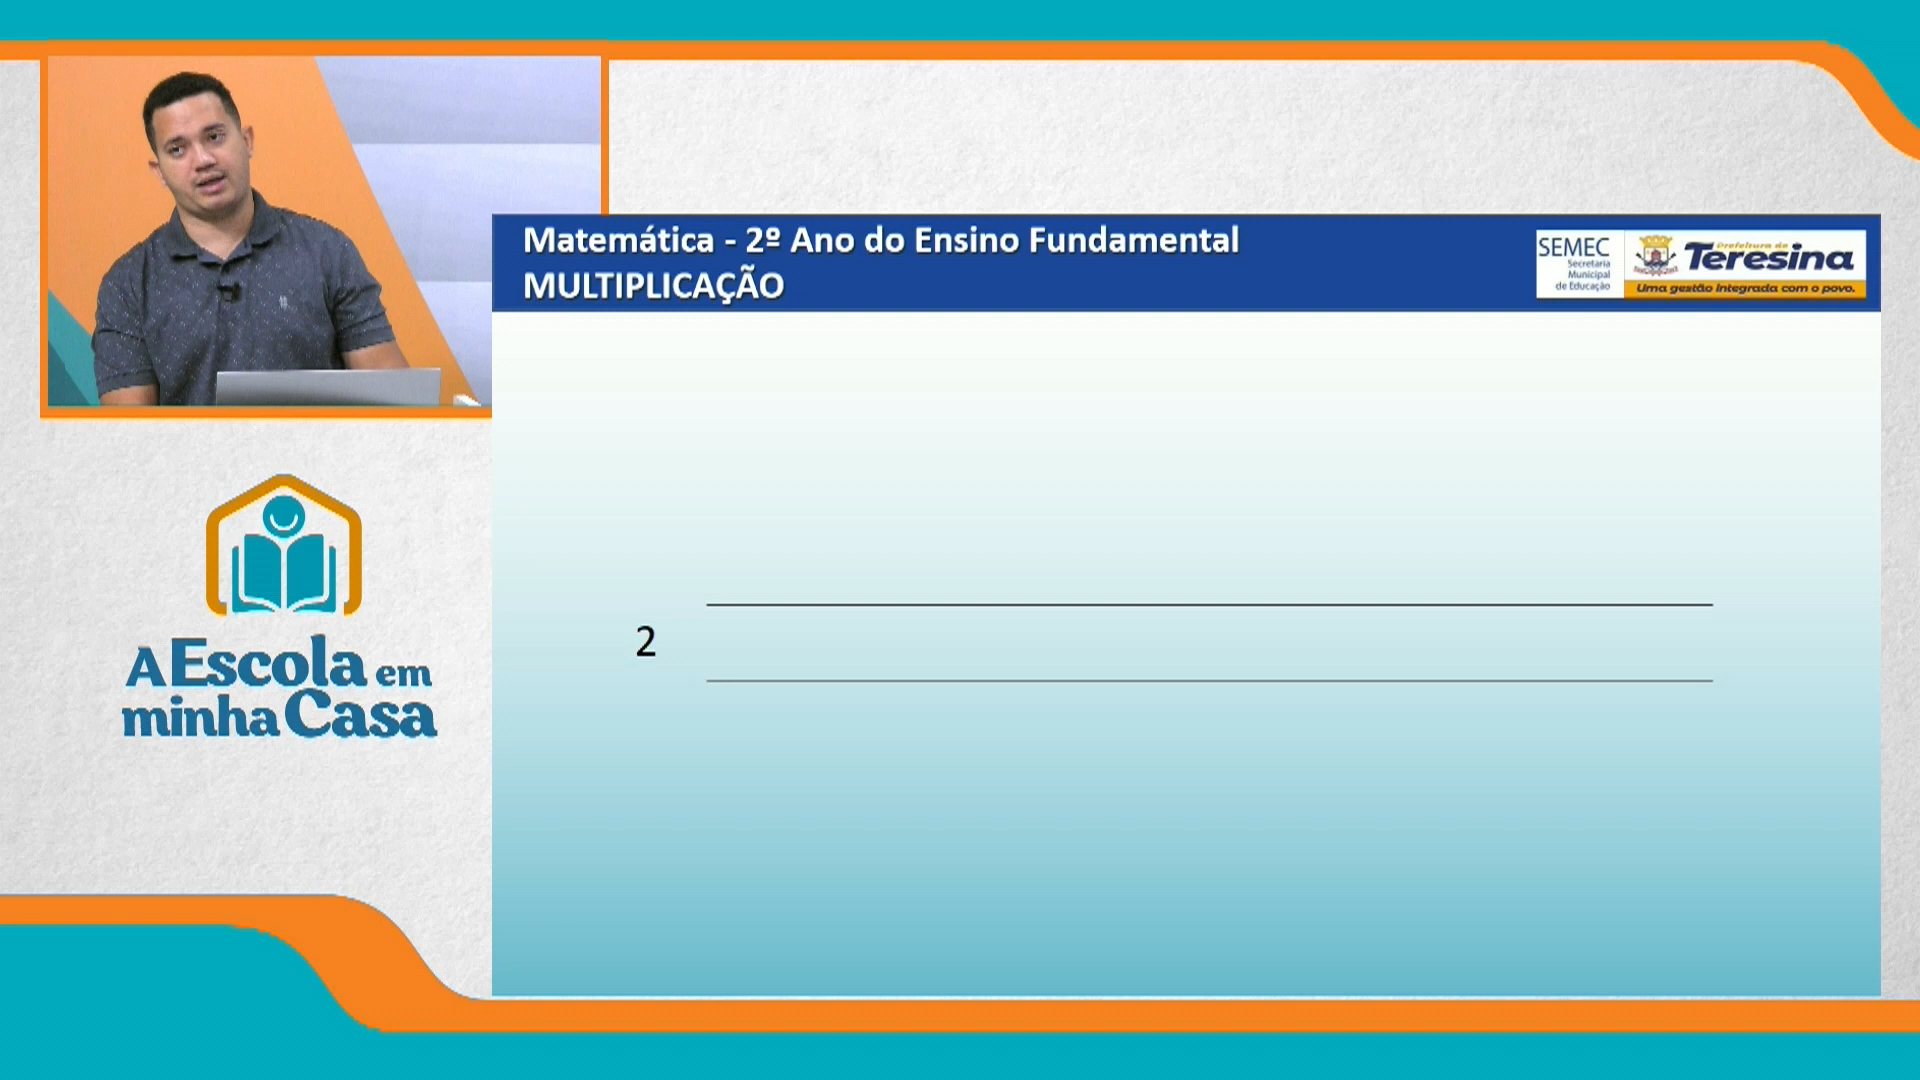 Matemática - 2º Ano do Ensino Fundamental
MULTIPLICAÇÃO
SEMEC
Secretaria
Municipal
de Educação
Prefeitura de
Teresina
Uma gestão integrada com o povo.
2
A Escola em
minha Casa